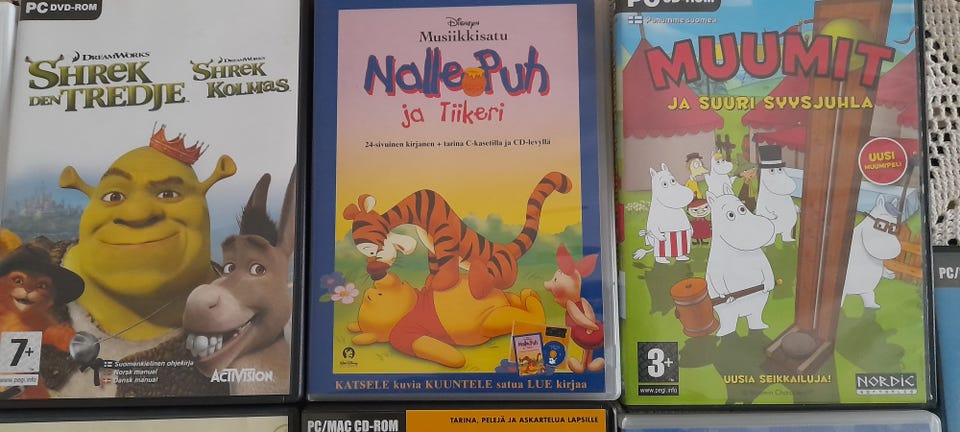 PC DVD-ROM
DREAMWORKS
SHREK
DEN TREDJE
DREAMWORKS
SHREK
KOLMAS
7+
www.pegi.info
Suomenkielinen ohjekirja
Norsk manual
Dansk manual
ACTIVISION
Disneyn
Musiikkisatu
Nalle Puh
ja Tiikeri
24-sivuinen kirjanen + tarina C-kasetilla ja CD-levyllä
KATSELE kuvia KUUNTELE satua LUE kirjaa
PC CD-ROM
Puhumme suomea
MUUMIT
JA SUURI SYYSJUHLA
UUSI
MUUMIPELI
3+
www.pegi.info
UUSIA SEIKKAILUJA!
NORDIC
PC/MAC CD-ROM
TARINA, PELEJÄ JA ASKARTELUA LAPSILLE
PC/